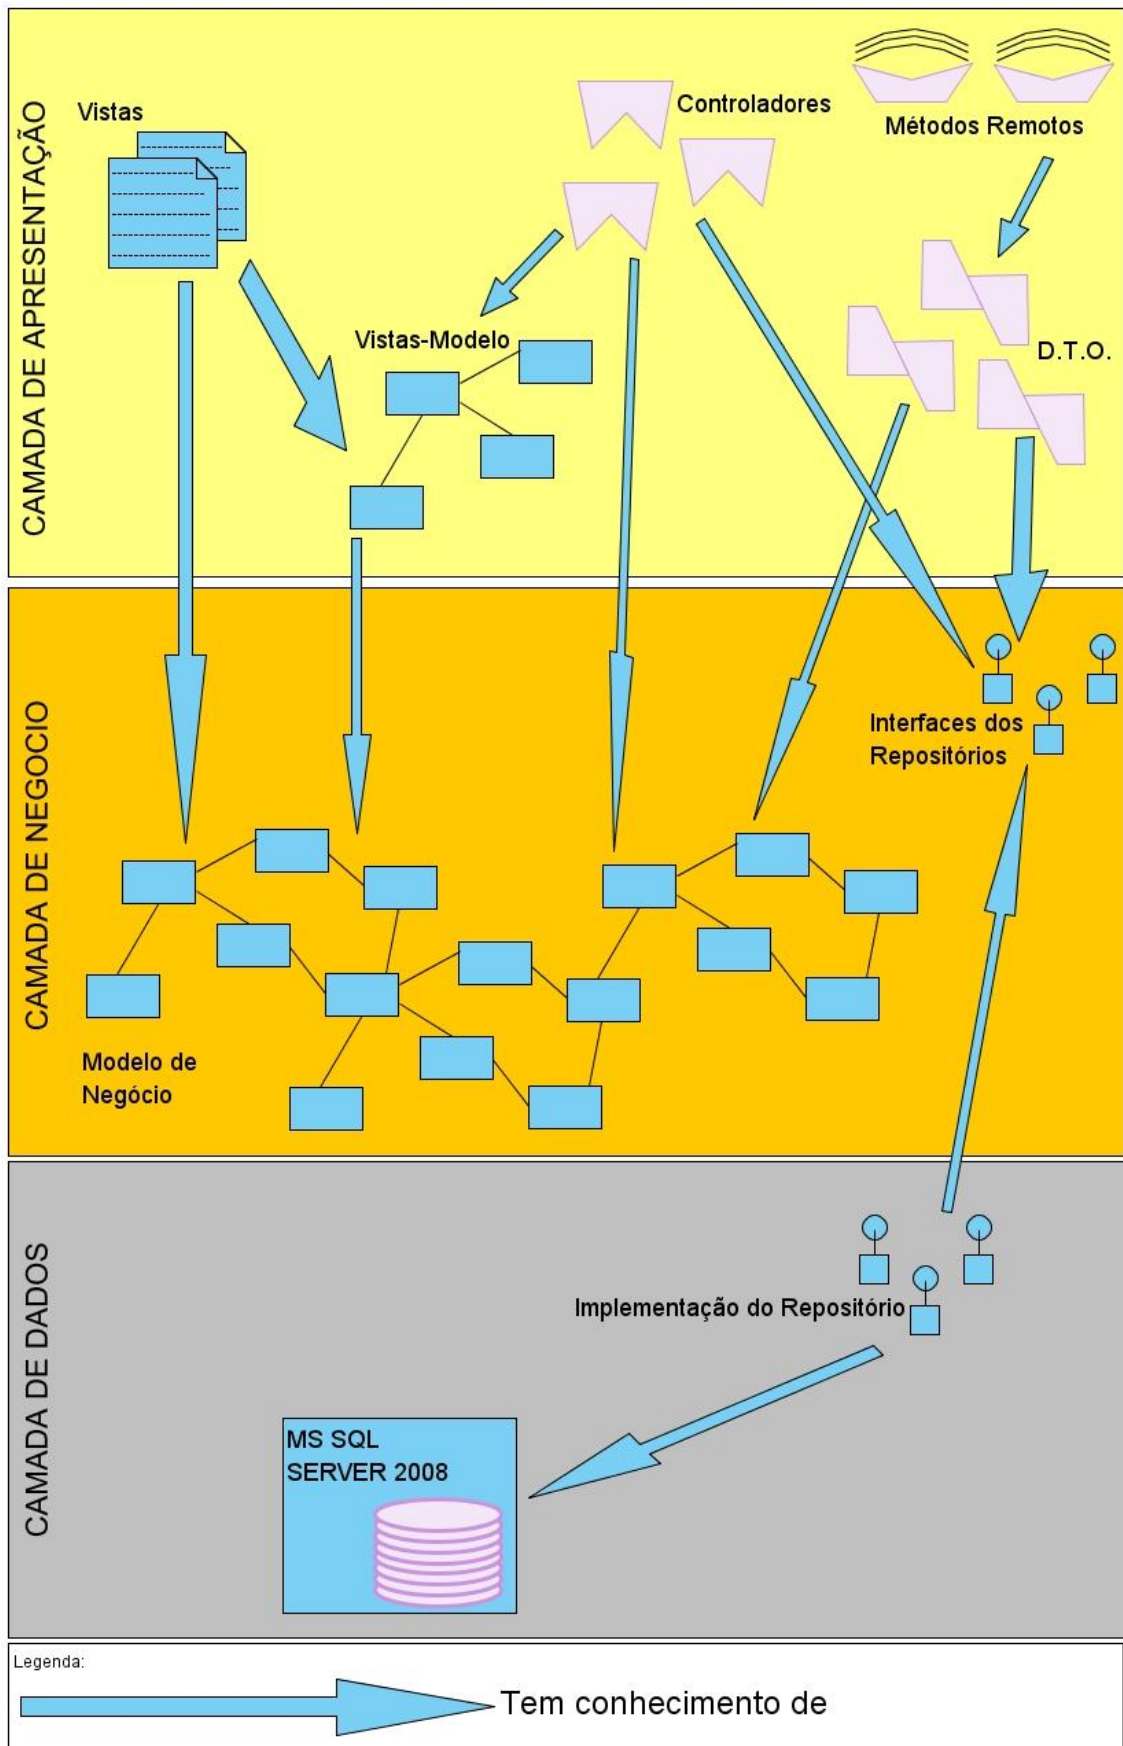 CAMADA DE APRESENTAÇÃO
Vistas
Controladores
Métodos Remotos
Vistas-Modelo
D.T.O.
CAMADA DE NEGOCIO
Interfaces dos
Repositórios
Modelo de
Negócio
CAMADA DE DADOS
Implementação do Repositório
MS SQL
SERVER 2008
Legenda:
Tem conhecimento de